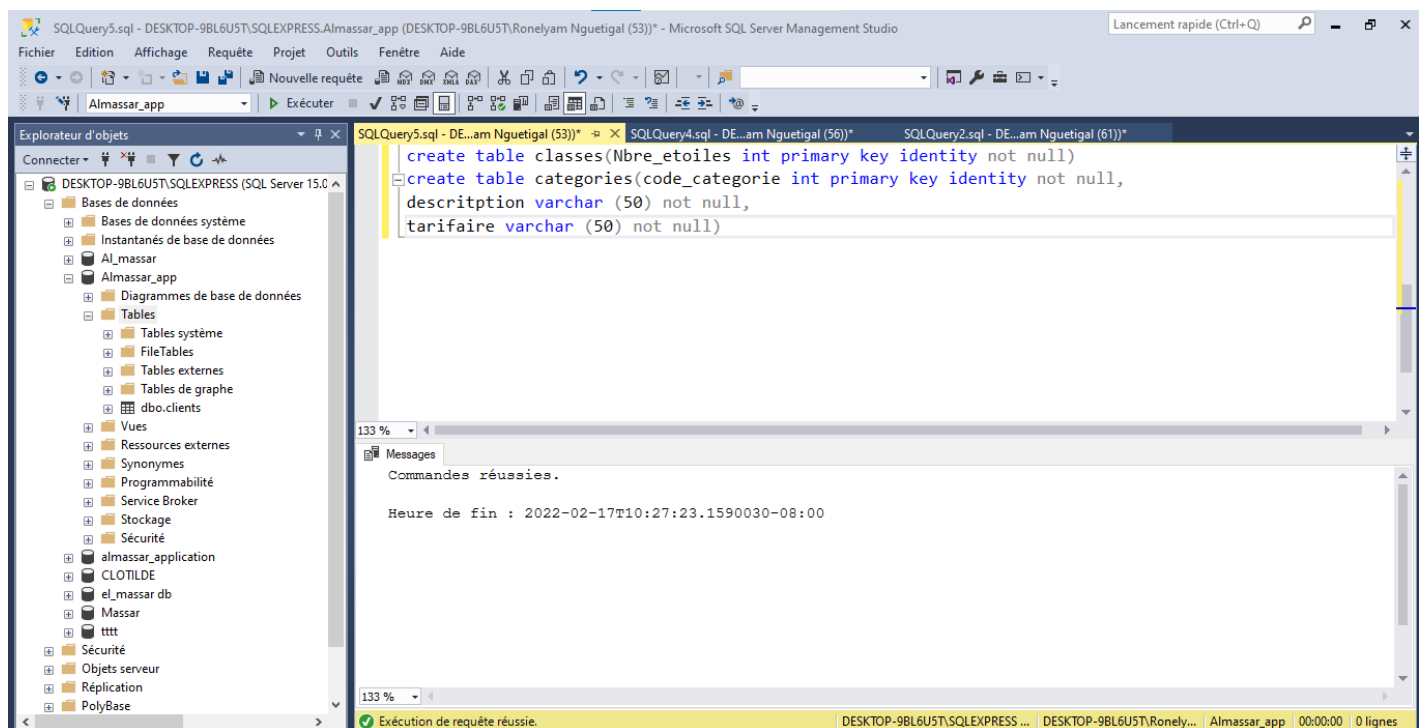 SQLQuery5.sql - DESKTOP-9BL6U5T\SQLEXPRESS.Almassar_app (DESKTOP-9BL6U5T\Ronelyam Nguetigal (53))* - Microsoft SQL Server Management Studio
Lancement rapide (Ctrl+Q)
Fichier Edition Affichage Requête Projet Outils Fenêtre Aide
Nouvelle requête MDX DMX XMLA DAX
Almassar_app Exécuter
Explorateur d'objets
SQLQuery5.sql - DE...am Nguetigal (53))* SQLQuery4.sql - DE...am Nguetigal (56))* SQLQuery2.sql - DE...am Nguetigal (61))*
Connecter
DESKTOP-9BL6U5T\SQLEXPRESS (SQL Server 15.0
Bases de données
Bases de données système
Instantanés de base de données
Al_massar
Almassar_app
Diagrammes de base de données
Tables
Tables système
FileTables
Tables externes
Tables de graphe
dbo.clients
Vues
Ressources externes
Synonymes
Programmabilité
Service Broker
Stockage
Sécurité
almassar_application
CLOTILDE
el_massar db
Massar
tttt
Sécurité
Objets serveur
Réplication
PolyBase
create table classes(Nbre_etoiles int primary key identity not null)
create table categories(code_categorie int primary key identity not null,
descritption varchar (50) not null,
tarifaire varchar (50) not null)
133 %
Messages
Commandes réussies.
Heure de fin : 2022-02-17T10:27:23.1590030-08:00
133 %
Exécution de requête réussie. DESKTOP-9BL6U5T\SQLEXPRESS ... DESKTOP-9BL6U5T\Ronely... Almassar_app 00:00:00 0 lignes